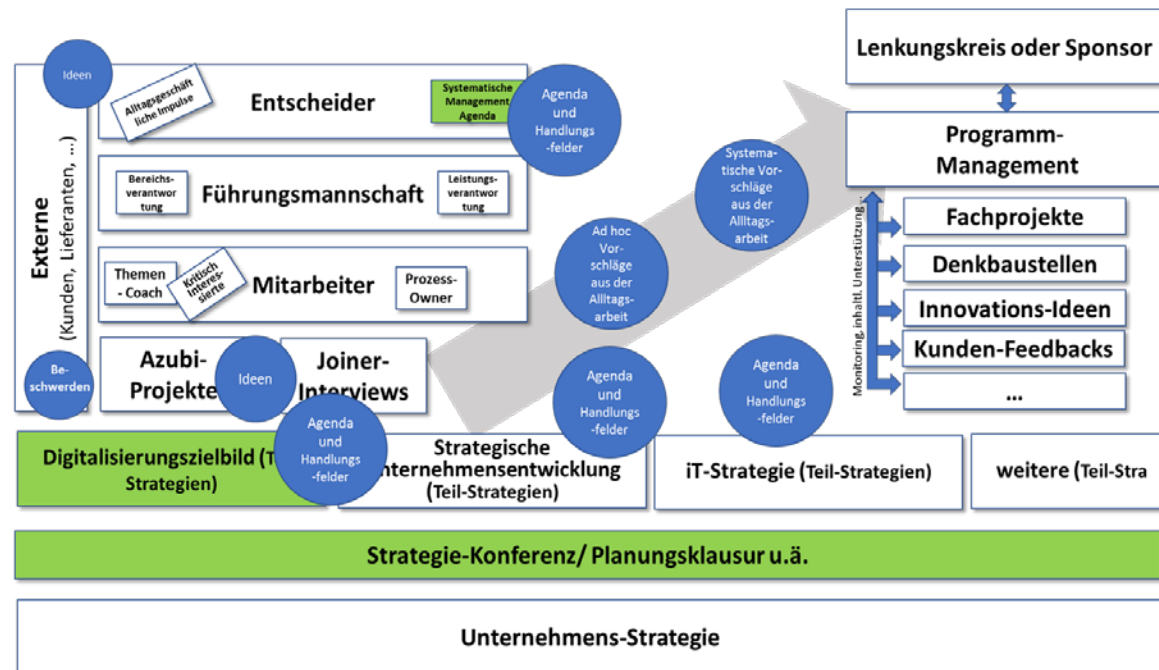 Lenkungskreis oder Sponsor
Ideen
Alltagsgeschäft
liche Impulse
Entscheider
Systematische
Management
Agenda
Agenda
und
Handlungs
-felder
Programm-
Management
Externe
(Kunden, Lieferanten, ...)
Bereichs-
verantwor
tung
Führungsmannschaft
Leistungs-
verantwor
tung
Systema-
tische Vor-
schläge
aus der
Allltags-
arbeit
Monitoring, inhaltl. Unterstützung ...
Fachprojekte
Denkbaustellen
Innovations-Ideen
Kunden-Feedbacks
...
Themen
- Coach
Kritisch
Interes-
sierte
Mitarbeiter
Prozess-
Owner
Ad hoc
Vor-
schläge
aus der
Allltags-
arbeit
Be-
schwerden
Azubi-
Projekte
Ideen
Joiner-
Interviews
Agenda
und
Handlungs
-felder
Agenda
und
Handlungs
-felder
Agenda
und
Handlungs
-felder
Digitalisierungszielbild (T
Strategien)
Strategische
nternehmensentwicklung
(Teil-Strategien)
iT-Strategie (Teil-Strategien)
weitere (Teil-Stra
Strategie-Konferenz/ Planungsklausur u.ä.
Unternehmens-Strategie